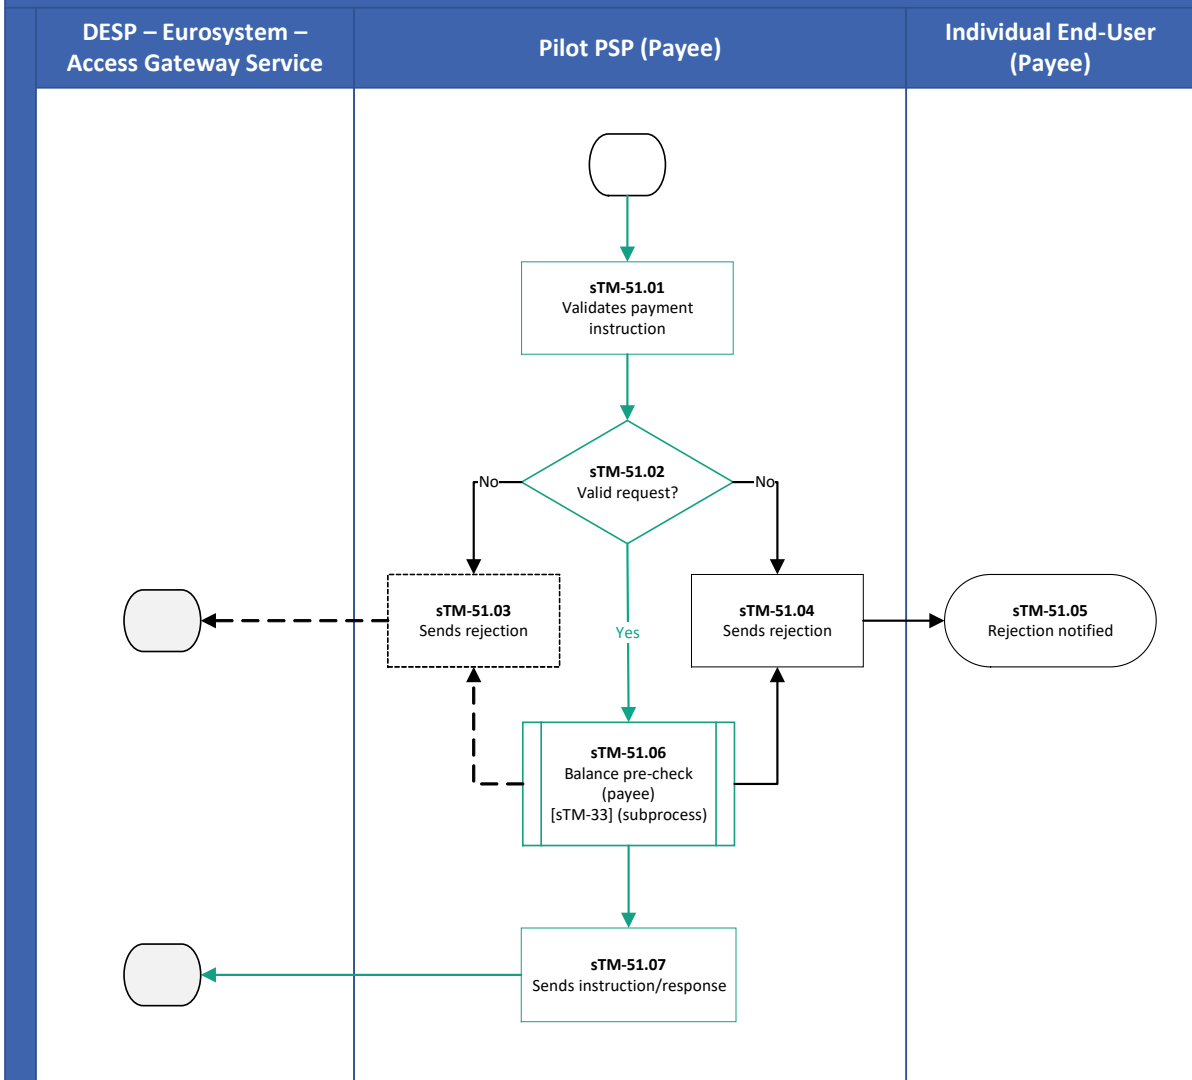 DESP – Eurosystem –
Access Gateway Service
Pilot PSP (Payee)
Individual End-User
(Payee)
sTM-51.01
Validates payment
instruction
sTM-51.02
Valid request?
No
No
sTM-51.03
Sends rejection
Yes
sTM-51.04
Sends rejection
sTM-51.05
Rejection notified
sTM-51.06
Balance pre-check
(payee)
[sTM-33] (subprocess)
sTM-51.07
Sends instruction/response